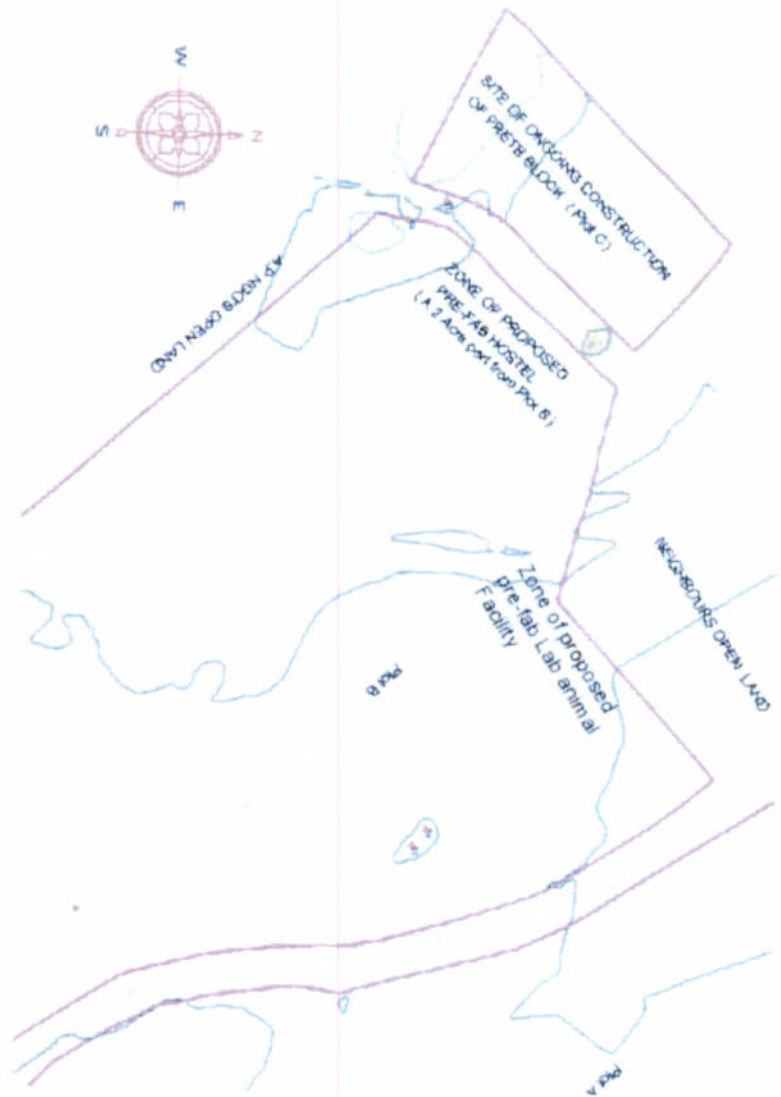 W
S
N
E
SITE OF ONGOING CONSTRUCTION
OF PRETB BLOCK (Plot C)
ZONE OF PROPOSED
PRE-FAB HOSTEL
(A 2 Acre part from Plot B)
OPEN LAND
NEIGHBOURS OPEN LAND
Zone of proposed
pre-fab Lab animal
Facility
Plot B
Plot A